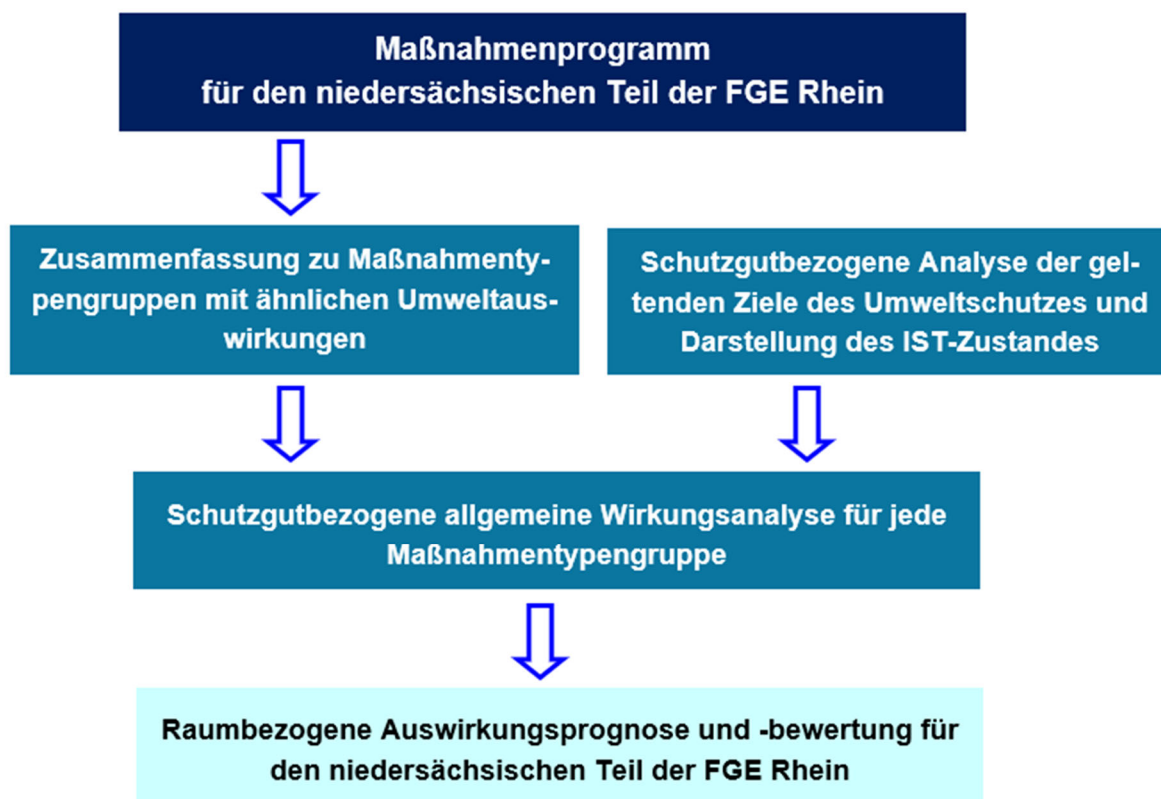 Maßnahmenprogramm
für den niedersächsischen Teil der FGE Rhein
Zusammenfassung zu Maßnahmenty-
pengruppen mit ähnlichen Umweltaus-
wirkungen
Schutzgutbezogene Analyse der gel-
tenden Ziele des Umweltschutzes und
Darstellung des IST-Zustandes
Schutzgutbezogene allgemeine Wirkungsanalyse für jede
Maßnahmentypengruppe
Raumbezogene Auswirkungsprognose und -bewertung für
den niedersächsischen Teil der FGE Rhein